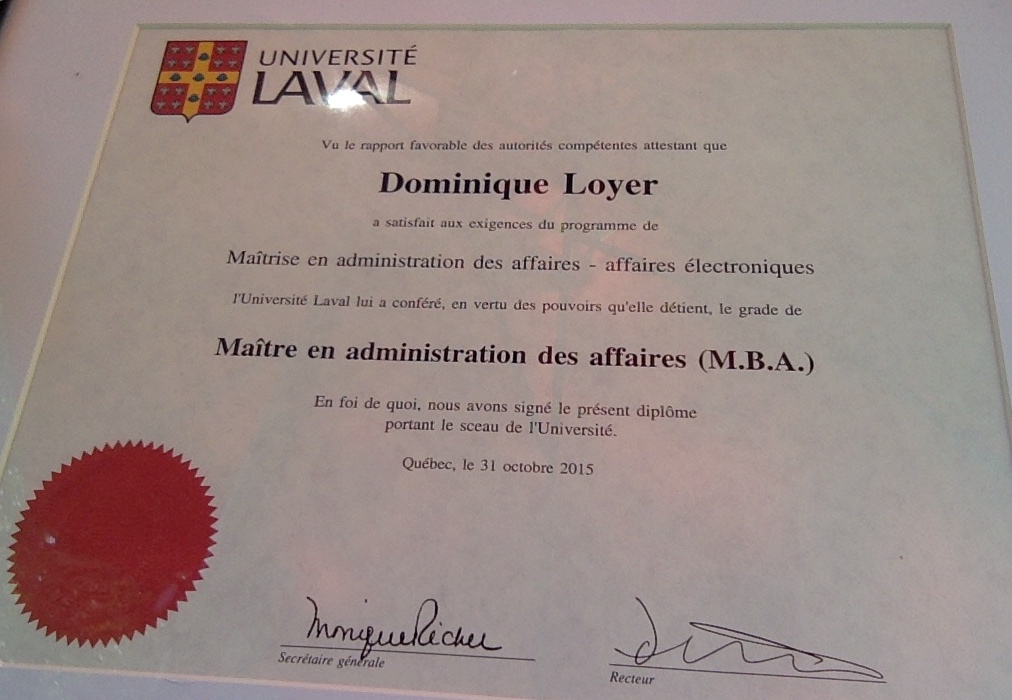 UNIVERSITÉ
LAVAL
Vu le rapport favorable des autorités compétentes attestant que
Dominique Loyer
a satisfait aux exigences du programme de
Maîtrise en administration des affaires - affaires électroniques
l'Université Laval lui a conféré, en vertu des pouvoirs qu'elle détient, le grade de
Maître en administration des affaires (M.B.A.)
En foi de quoi, nous avons signé le présent diplôme
portant le sceau de l'Université.
Québec, le 31 octobre 2015
Monique Richer
Secrétaire générale
Recteur